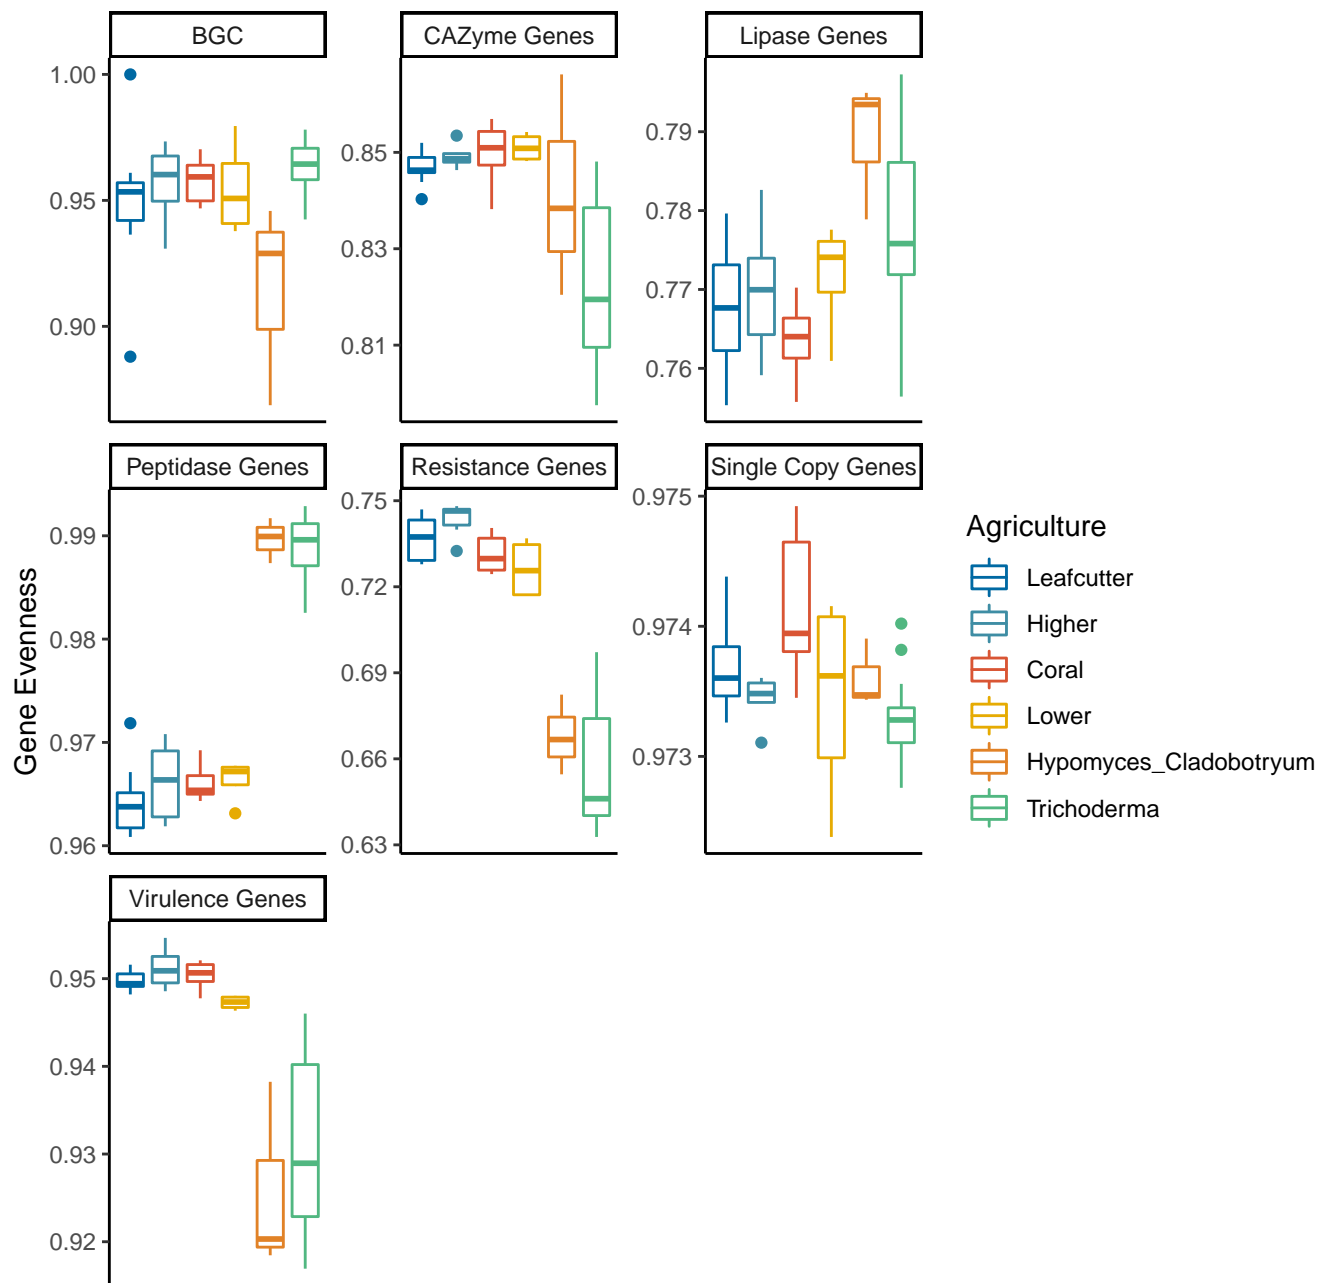 BGC
CAZyme Genes
Lipase Genes
1.00
0.95
0.90
0.85
0.83
0.81
0.79
0.78
0.77
0.76
Peptidase Genes
Resistance Genes
Single Copy Genes
0.99
0.98
0.97
0.96
0.75
0.72
0.69
0.66
0.63
0.975
0.974
0.973
Virulence Genes
0.95
0.94
0.93
0.92
Gene Evenness
Agriculture
Leafcutter
Higher
Coral
Lower
Hypomyces_Cladobotryum
Trichoderma